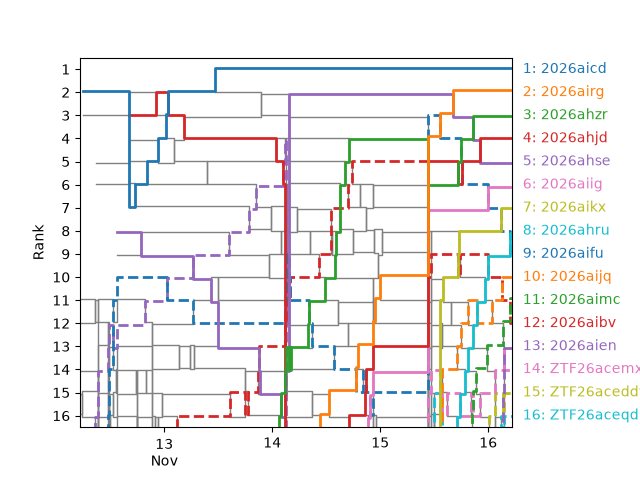 1
2
3
4
5
6
7
8
9
10
11
12
13
14
15
16
Rank
13
14
15
16
Nov
1: 2026aicd
2: 2026airg
3: 2026ahzr
4: 2026ahjd
5: 2026ahse
6: 2026aiig
7: 2026aikx
8: 2026ahru
9: 2026aifu
10: 2026aijq
11: 2026aimc
12: 2026aibv
13: 2026aien
14: ZTF26acemx
15: ZTF26acedd
16: ZTF26aceqd